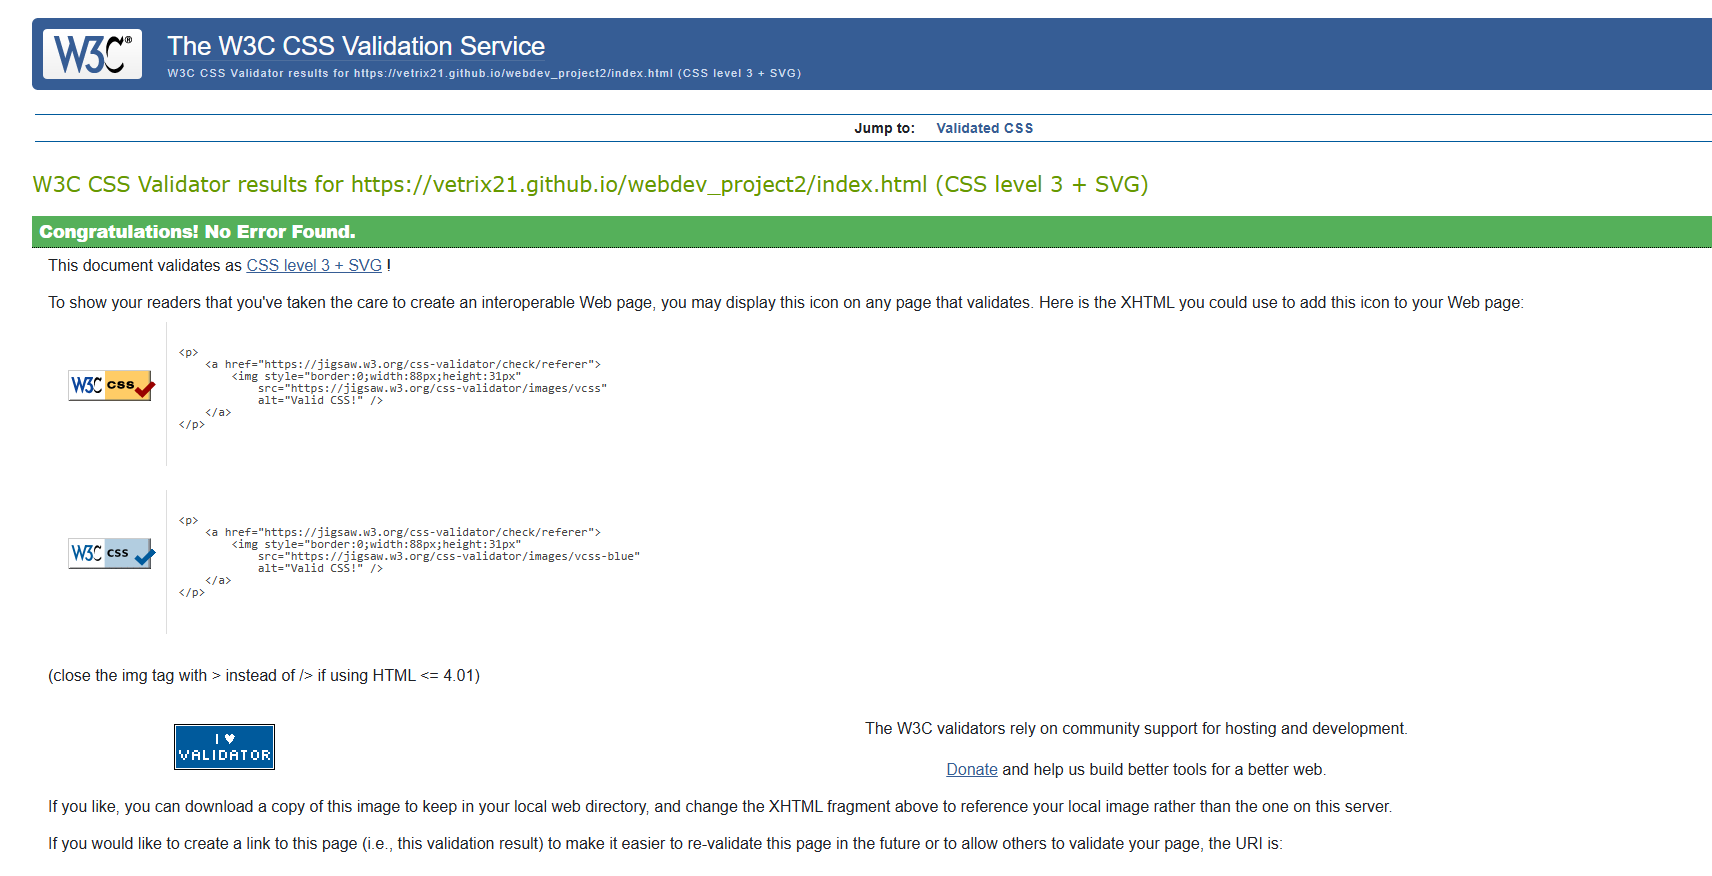 W3C®
The W3C CSS Validation Service
W3C CSS Validator results for https://vetrix21.github.io/webdev_project2/index.html (CSS level 3 + SVG)
Jump to: Validated CSS
W3C CSS Validator results for https://vetrix21.github.io/webdev_project2/index.html (CSS level 3 + SVG)
Congratulations! No Error Found.
This document validates as CSS level 3 + SVG !
To show your readers that you've taken the care to create an interoperable Web page, you may display this icon on any page that validates. Here is the XHTML you could use to add this icon to your Web page:
<p>
<a href="https://jigsaw.w3.org/css-validator/check/referer">
<img style="border:0;width:88px;height:31px"
src="https://jigsaw.w3.org/css-validator/images/vcss"
alt="Valid CSS!" />
</a>
</p>
W3C css
<p>
<a href="https://jigsaw.w3.org/css-validator/check/referer">
<img style="border:0;width:88px;height:31px"
src="https://jigsaw.w3.org/css-validator/images/vcss-blue"
alt="Valid CSS!" />
</a>
</p>
W3C css
(close the img tag with > instead of /> if using HTML <= 4.01)
I ♥
VALIDATOR
The W3C validators rely on community support for hosting and development.
Donate and help us build better tools for a better web.
If you like, you can download a copy of this image to keep in your local web directory, and change the XHTML fragment above to reference your local image rather than the one on this server.
If you would like to create a link to this page (i.e., this validation result) to make it easier to re-validate this page in the future or to allow others to validate your page, the URI is: